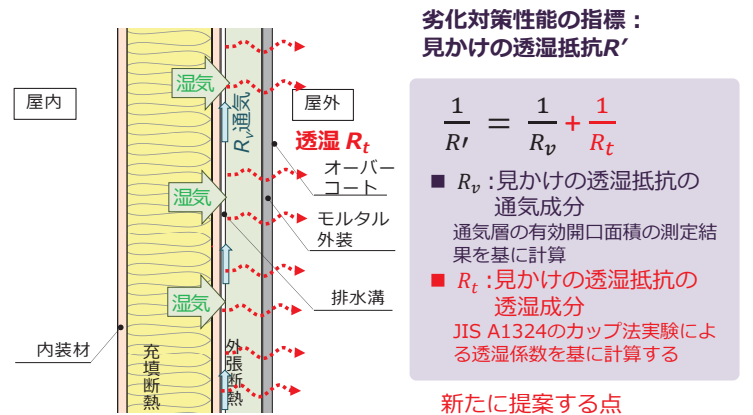 劣化対策性能の指標：
見かけの透湿抵抗R′
屋内
湿気
湿気
湿気
R_v通気
屋外
透湿 R_t
オーバー
コート
モルタル
外装
排水溝
内装材
充填断熱
外張断熱
1/R′ = 1/R_v + 1/R_t
■ R_v :見かけの透湿抵抗の
通気成分
通気層の有効開口面積の測定結
果を基に計算
■ R_t :見かけの透湿抵抗の
透湿成分
JIS A1324のカップ法実験によ
る透湿係数を基に計算する
新たに提案する点